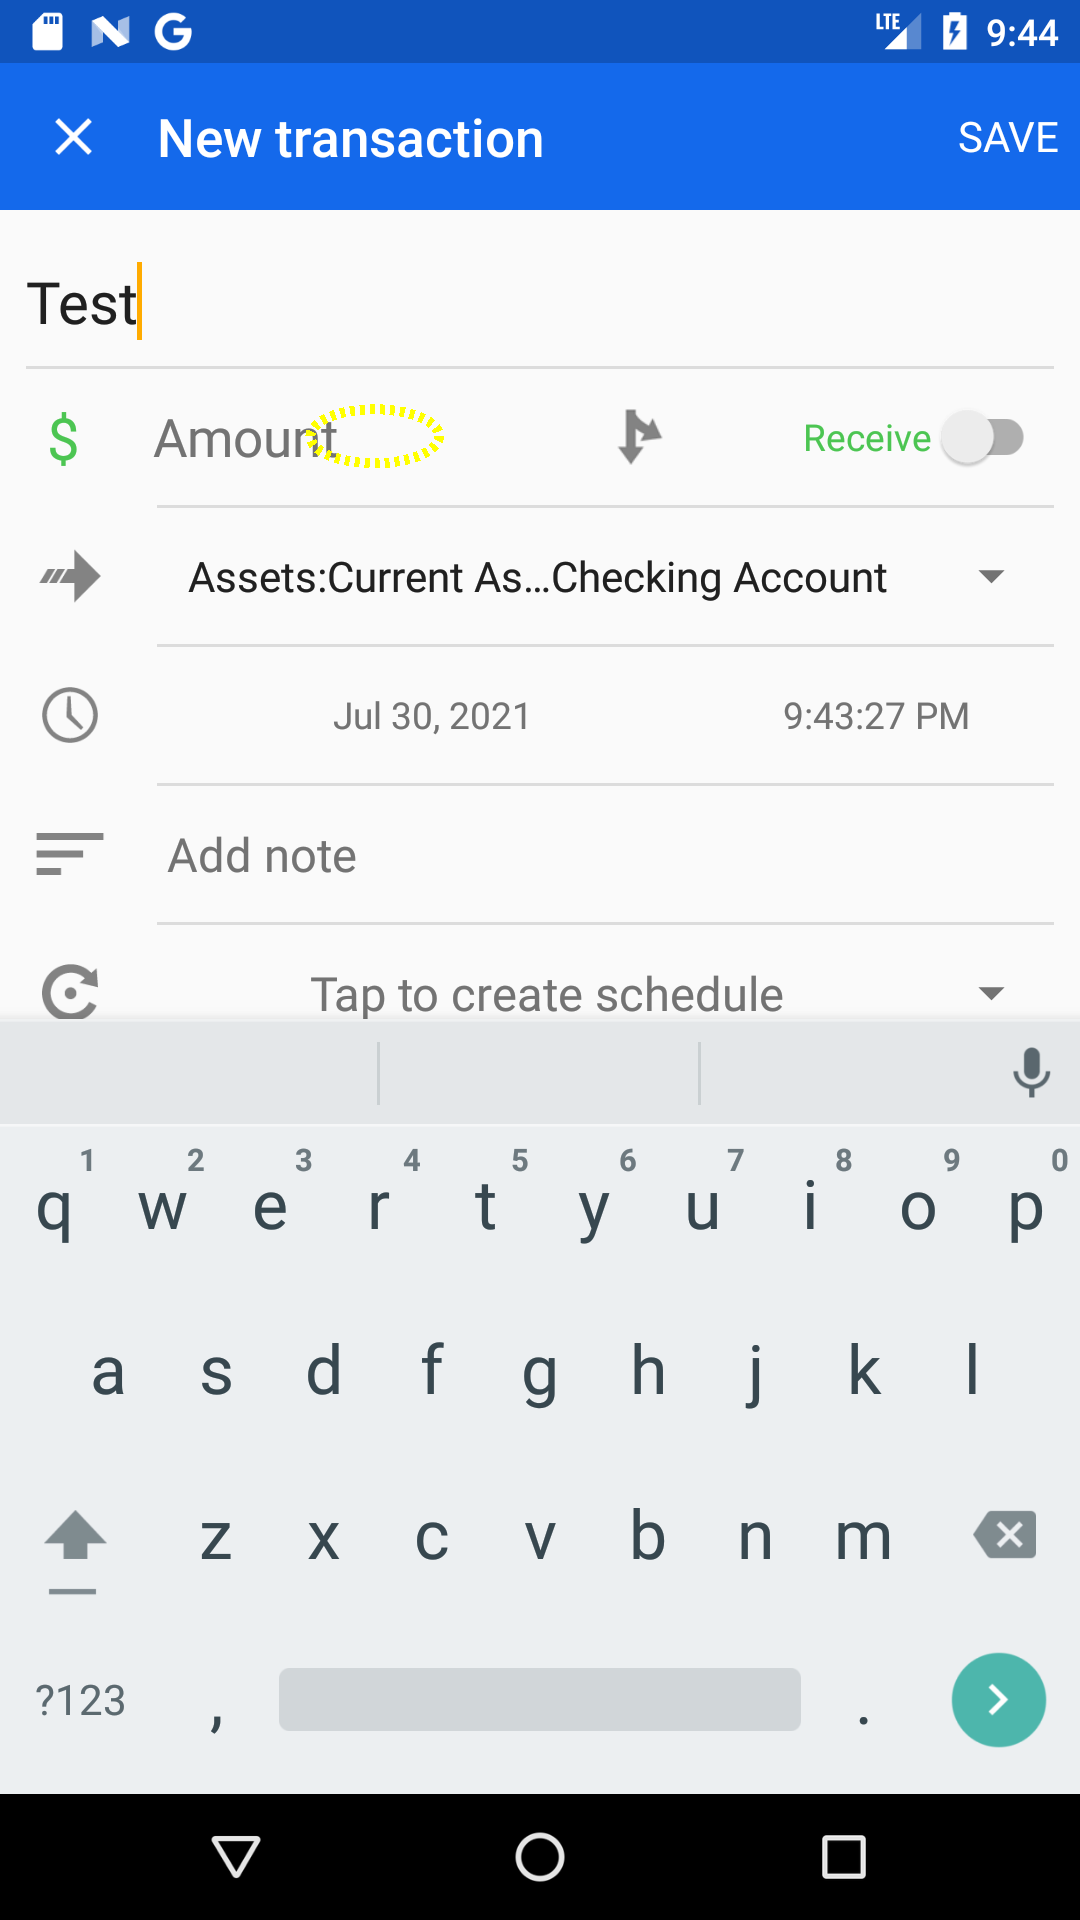 LTE 9:44
New transaction SAVE
Test
$ Amount Receive
Assets:Current As...Checking Account
Jul 30, 2021 9:43:27 PM
Add note
Tap to create schedule
1 2 3 4 5 6 7 8 9 0
q w e r t y u i o p
a s d f g h j k l
z x c v b n m
?123 , .